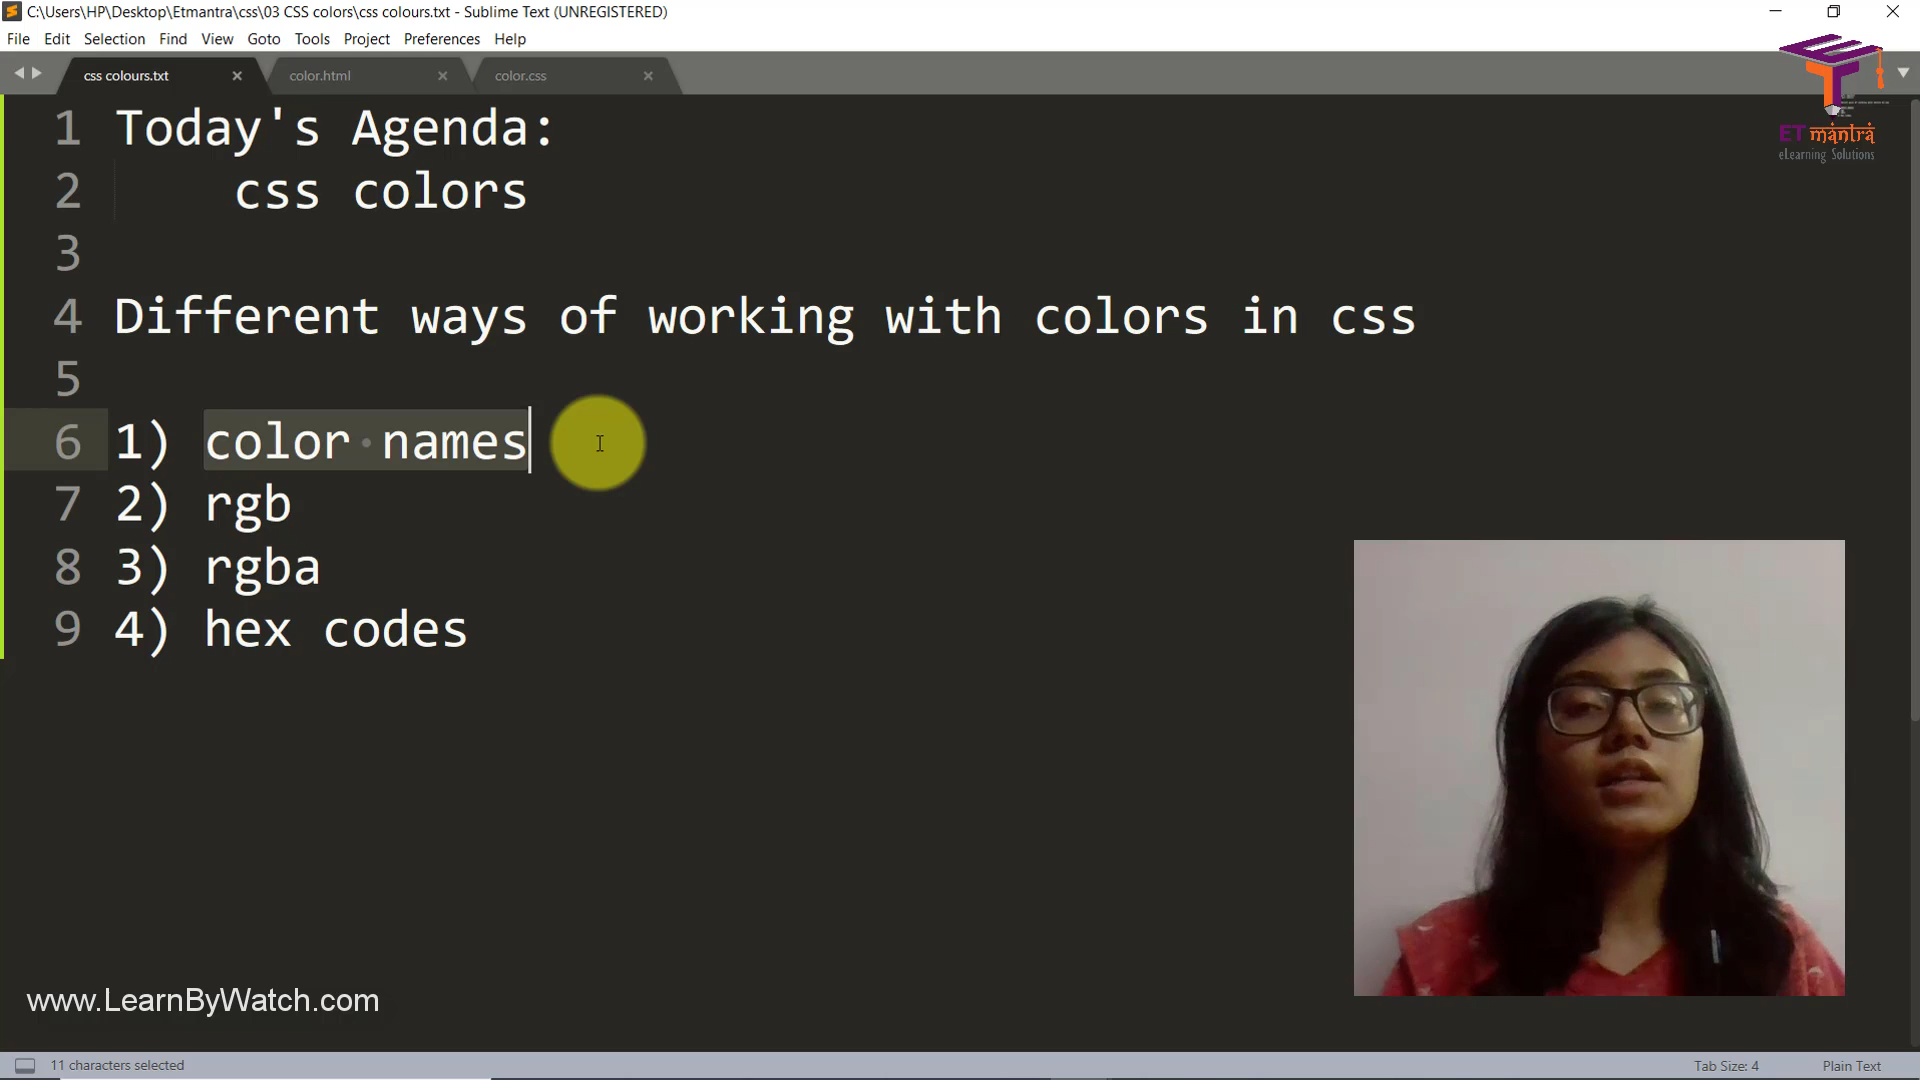 C:\Users\HP\Desktop\Etmantra\css\03 CSS colors\css colours.txt - Sublime Text (UNREGISTERED)
File Edit Selection Find View Goto Tools Project Preferences Help
css colours.txt color.html color.css
ET mantra
eLearning Solutions
1 Today's Agenda:
2 css colors
3
4 Different ways of working with colors in css
5
6 1) color names
7 2) rgb
8 3) rgba
9 4) hex codes
www.LearnByWatch.com
11 characters selected Tab Size: 4 Plain Text